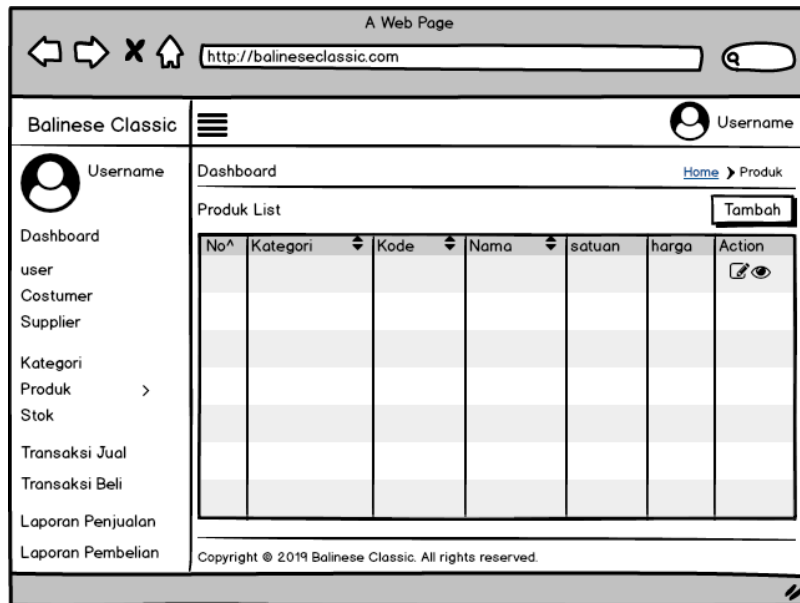 A Web Page
http://balineseclassic.com
Balinese Classic
Username
Username
Dashboard
user
Costumer
Supplier
Kategori
Produk >
Stok
Transaksi Jual
Transaksi Beli
Laporan Penjualan
Laporan Pembelian
Dashboard
Home > Produk
Produk List
Tambah
No^ Kategori Kode Nama satuan harga Action
Copyright © 2019 Balinese Classic. All rights reserved.